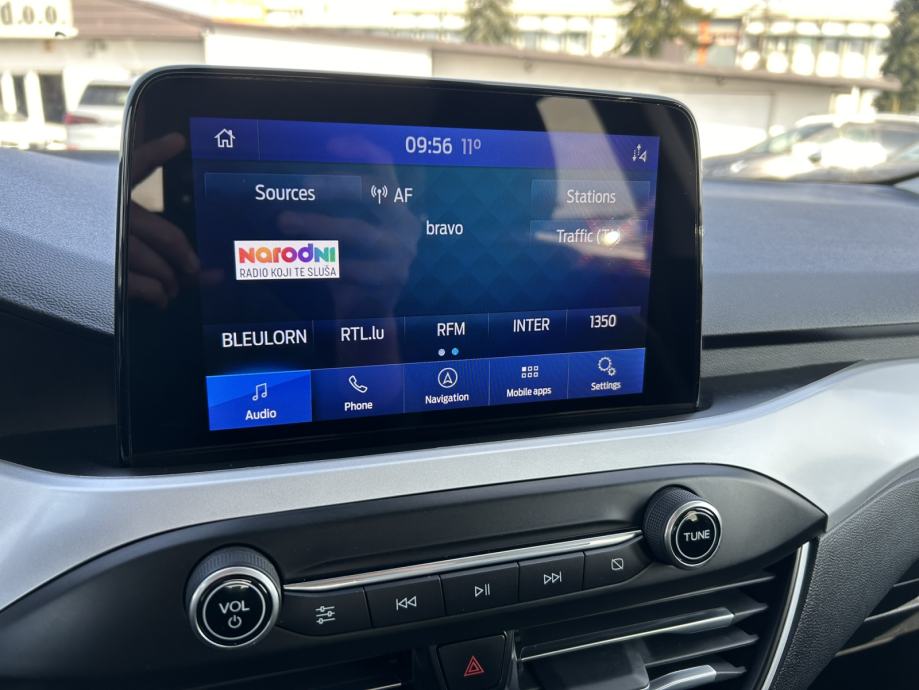 d.o.o
09:56 11°
Sources
AF
Stations
bravo
Traffic (TA)
NARODNI
RADIO KOJI TE SLUŠA
BLEULORN
RTL.lu
RFM
INTER
1350
Audio
Phone
Navigation
Mobile apps
Settings
VOL
TUNE